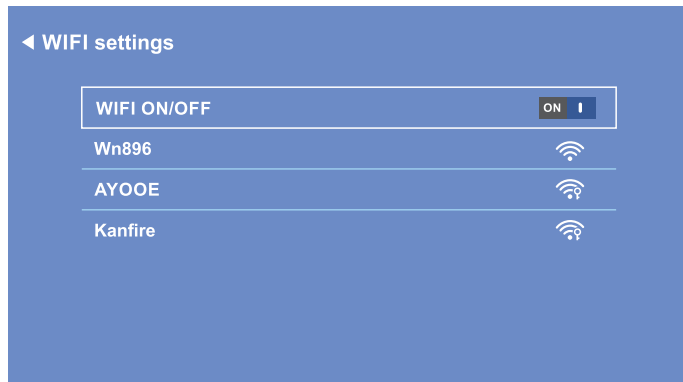 WIFI settings
WIFI ON/OFF ON
Wn896
AYOOE
Kanfire